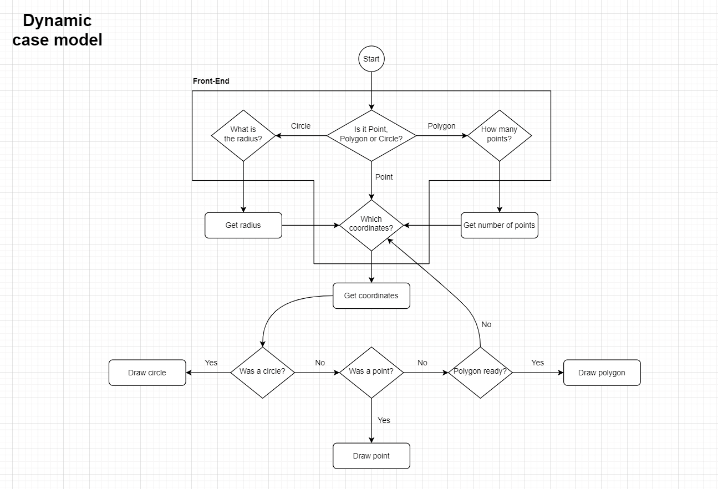 Dynamic
case model
Start
Front-End
What is
the radius?
Circle
Is it Point,
Polygon or Circle?
Polygon
How many
points?
Point
Get radius
Which
coordinates?
Get number of points
Get coordinates
No
Draw circle
Yes
Was a circle?
No
Was a point?
No
Polygon ready?
Yes
Draw polygon
Yes
Draw point